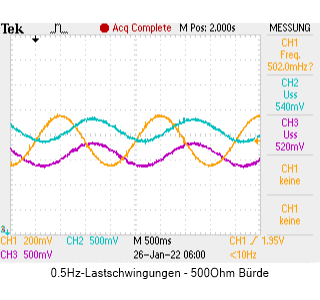 Tek Acq Complete M Pos: 2.000s MESSUNG
CH1
Freq.
502.0mHz?
CH2
Uss
540mV
CH3
Uss
520mV
CH1
keine
CH1
keine
CH1 200mV CH2 500mV M 500ms CH1 / 1.95V
CH3 500mV 26-Jan-22 06:00 <10Hz
0.5Hz-Lastschwingungen - 500Ohm Bürde